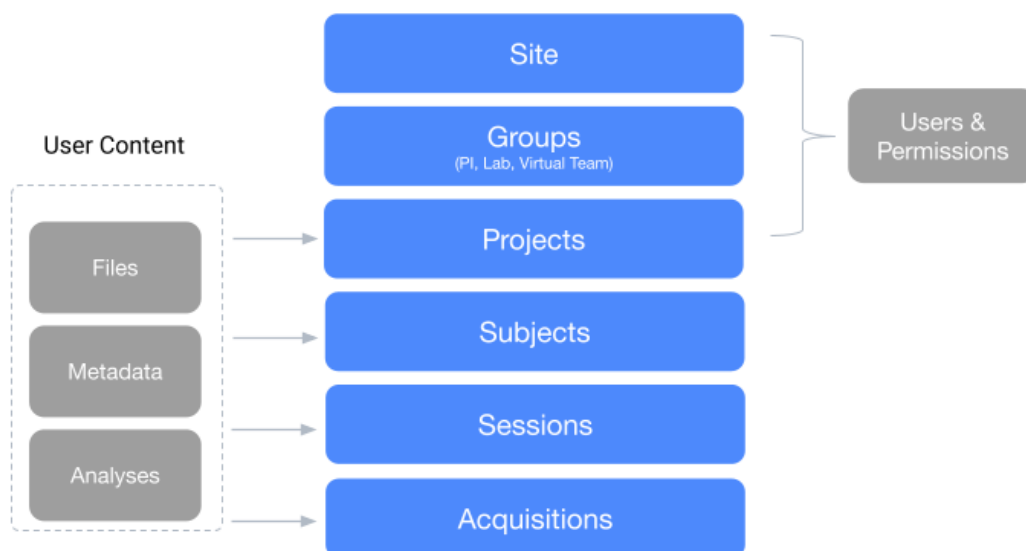 Site
Groups
(PI, Lab, Virtual Team)
Users &
Permissions
User Content
Projects
Files
Subjects
Metadata
Sessions
Analyses
Acquisitions